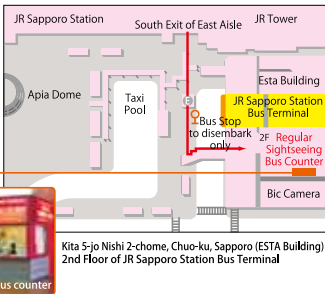 JR Sapporo Station
South Exit of East Aisle
JR Tower
Esta Building
Apia Dome
Taxi
Pool
E
JR Sapporo Station
Bus Terminal
Bus Stop
to disembark
only
2F Regular
Sightseeing
Bus Counter
Bic Camera
us counter
Kita 5-jo Nishi 2-chome, Chuo-ku, Sapporo (ESTA Building)
2nd Floor of JR Sapporo Station Bus Terminal